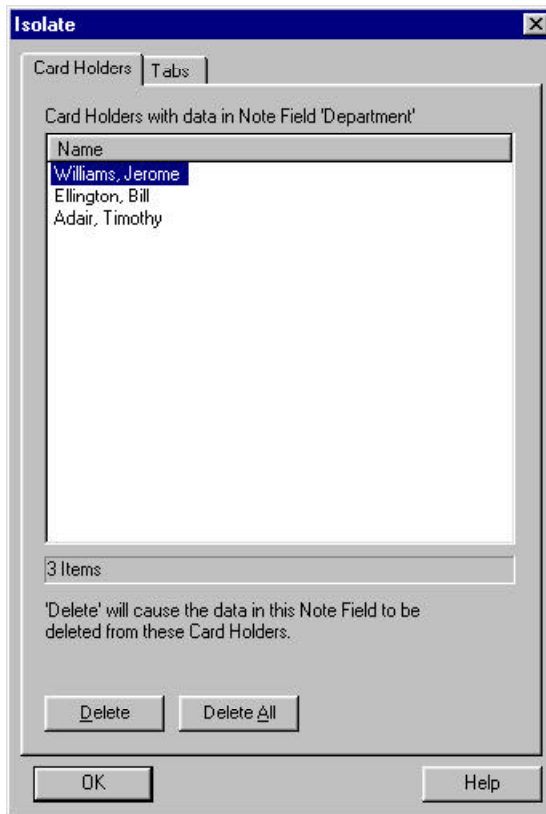 Isolate
Card Holders Tabs
Card Holders with data in Note Field 'Department'
Name
Williams, Jerome
Ellington, Bill
Adair, Timothy
3 Items
'Delete' will cause the data in this Note Field to be
deleted from these Card Holders.
Delete Delete All
OK Help